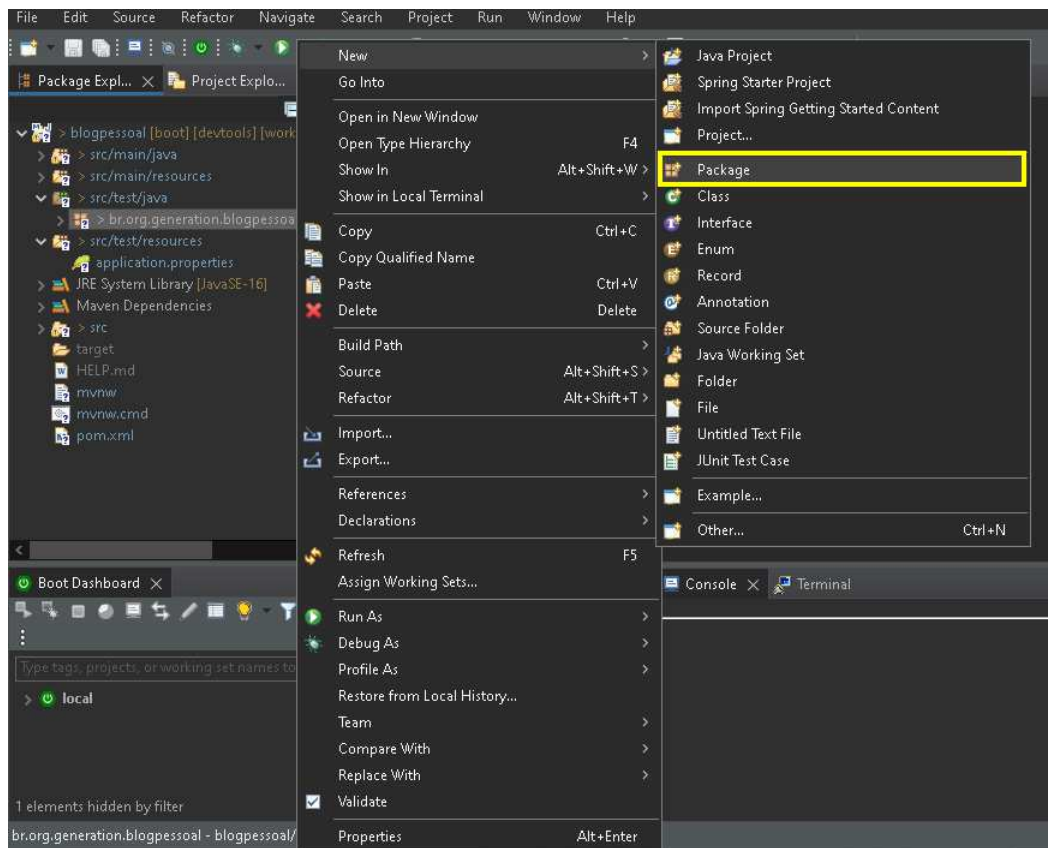 File Edit Source Refactor Navigate Search Project Run Window Help
Package Expl... Project Explo...
> blogpessoal [boot] [devtools] [work
> src/main/java
> src/main/resources
> src/test/java
> br.org.generation.blogpessoa
> src/test/resources
application.properties
JRE System Library [JavaSE-16]
Maven Dependencies
> src
target
HELP.md
mvnw
mvnw.cmd
pom.xml
Boot Dashboard
Type tags, projects, or working set names to
local
1 elements hidden by filter
br.org.generation.blogpessoal - blogpessoal/
New
Go Into
Open in New Window
Open Type Hierarchy F4
Show In Alt+Shift+W >
Show in Local Terminal
Copy Ctrl+C
Copy Qualified Name
Paste Ctrl+V
Delete Delete
Build Path
Source Alt+Shift+S >
Refactor Alt+Shift+T >
Import...
Export...
References
Declarations
Refresh F5
Assign Working Sets...
Run As
Debug As
Profile As
Restore from Local History...
Team
Compare With
Replace With
Validate
Properties Alt+Enter
Java Project
Spring Starter Project
Import Spring Getting Started Content
Project...
Package
Class
Interface
Enum
Record
Annotation
Source Folder
Java Working Set
Folder
File
Untitled Text File
JUnit Test Case
Example...
Other... Ctrl+N
Console Terminal